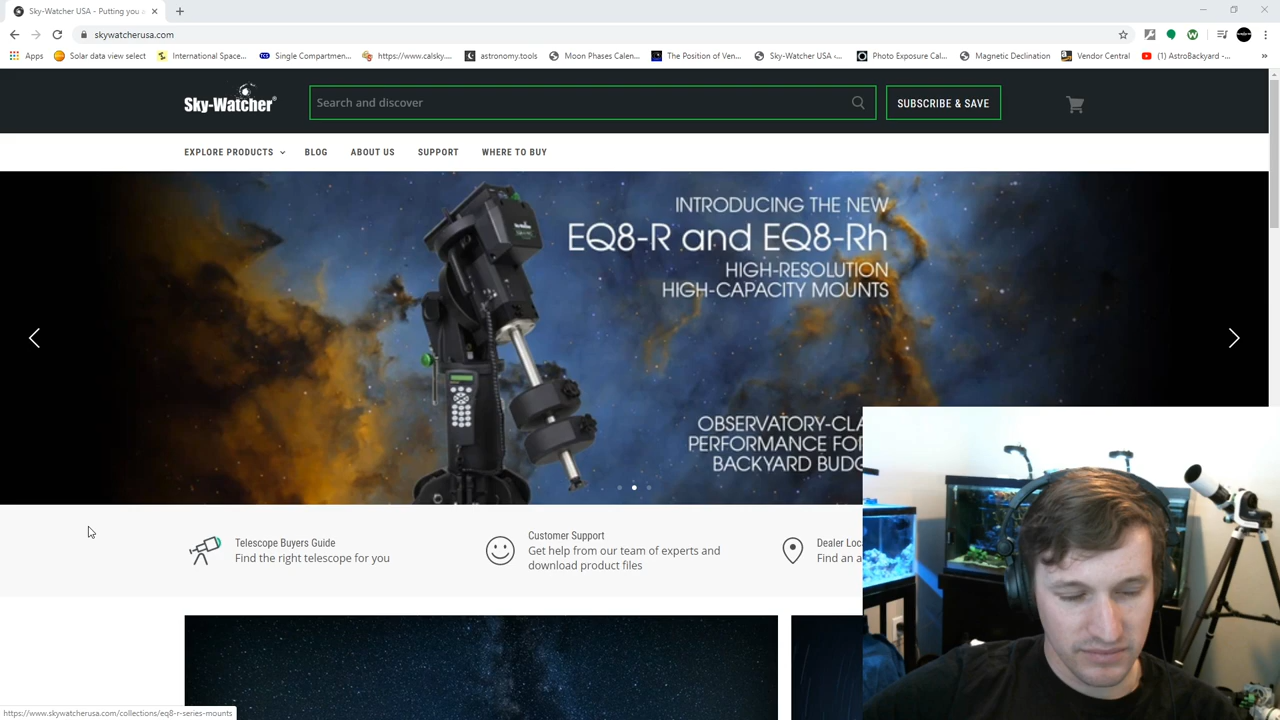 Sky-Watcher USA - Putting you a
skywatcherusa.com
Apps
Solar data view select
International Space...
Single Compartmen...
https://www.calsky....
astronomy.tools
Moon Phases Calen...
The Position of Ven...
Sky-Watcher USA ‹...
Photo Exposure Cal...
Magnetic Declination
Vendor Central
(1) AstroBackyard -...
Sky-Watcher®
Search and discover
SUBSCRIBE & SAVE
EXPLORE PRODUCTS
BLOG
ABOUT US
SUPPORT
WHERE TO BUY
INTRODUCING THE NEW
EQ8-R and EQ8-Rh
HIGH-RESOLUTION
HIGH-CAPACITY MOUNTS
OBSERVATORY-CLA
PERFORMANCE FO
BACKYARD BUDG
Telescope Buyers Guide
Find the right telescope for you
Customer Support
Get help from our team of experts and
download product files
Dealer Loc
Find an a
https://www.skywatcherusa.com/collections/eq8-r-series-mounts